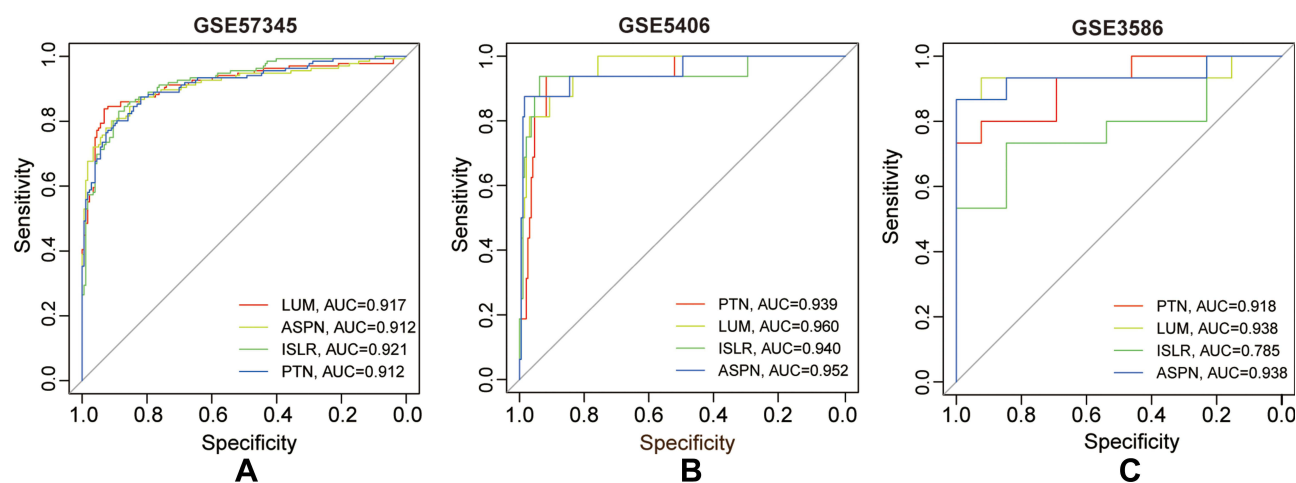 GSE57345
1.0
0.8
0.6
0.4
0.2
0.0
Sensitivity
LUM, AUC=0.917
ASPN, AUC=0.912
ISLR, AUC=0.921
PTN, AUC=0.912
1.0 0.8 0.6 0.4 0.2 0.0
Specificity
A
GSE5406
1.0
0.8
0.6
0.4
0.2
0.0
Sensitivity
PTN, AUC=0.939
LUM, AUC=0.960
ISLR, AUC=0.940
ASPN, AUC=0.952
1.0 0.8 0.6 0.4 0.2 0.0
Specificity
B
GSE3586
1.0
0.8
0.6
0.4
0.2
0.0
Sensitivity
PTN, AUC=0.918
LUM, AUC=0.938
ISLR, AUC=0.785
ASPN, AUC=0.938
1.0 0.8 0.6 0.4 0.2 0.0
Specificity
C